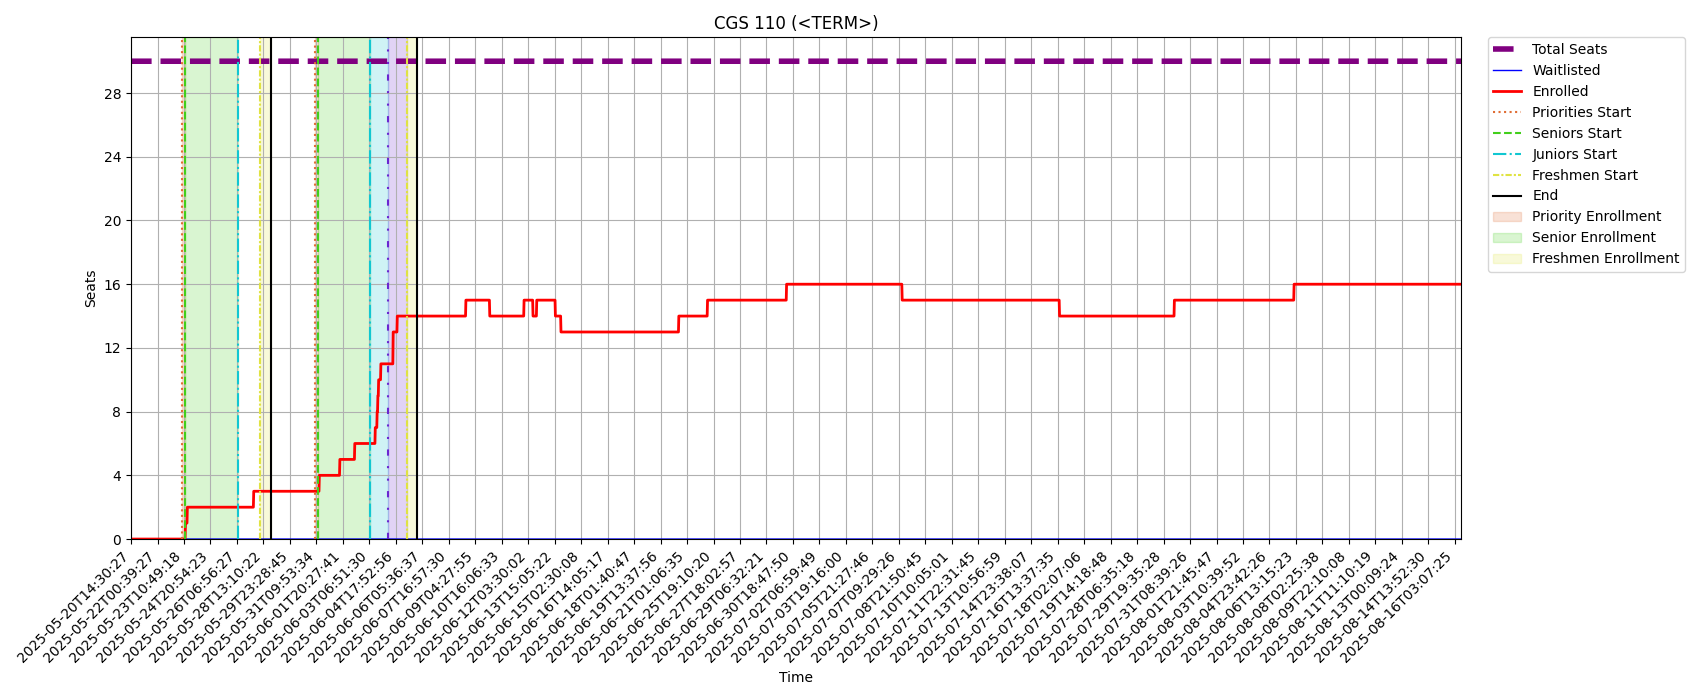 CGS 110 (<TERM>)
Total Seats
Waitlisted
Enrolled
Priorities Start
Seniors Start
Juniors Start
Freshmen Start
End
Priority Enrollment
Senior Enrollment
Freshmen Enrollment
Seats
28
24
20
16
12
8
4
0
2025-05-20T14:30:27
2025-05-22T00:39:27
2025-05-23T10:49:18
2025-05-24T20:54:23
2025-05-26T06:56:27
2025-05-28T13:10:22
2025-05-29T23:28:45
2025-05-31T09:53:34
2025-06-01T20:27:41
2025-06-03T06:51:30
2025-06-04T17:52:56
2025-06-06T05:36:37
2025-06-07T16:57:30
2025-06-09T04:27:55
2025-06-10T16:06:33
2025-06-12T03:30:02
2025-06-13T15:05:22
2025-06-15T02:30:08
2025-06-16T14:05:17
2025-06-18T01:40:47
2025-06-19T13:37:56
2025-06-21T01:06:35
2025-06-25T19:10:20
2025-06-27T18:02:57
2025-06-29T06:32:21
2025-06-30T18:47:50
2025-07-02T06:59:49
2025-07-03T19:16:00
2025-07-05T21:27:46
2025-07-07T09:29:26
2025-07-08T21:50:45
2025-07-10T10:05:01
2025-07-11T22:31:45
2025-07-13T10:56:59
2025-07-14T23:38:07
2025-07-16T13:37:35
2025-07-18T02:07:06
2025-07-19T14:18:48
2025-07-28T06:35:18
2025-07-29T19:35:28
2025-07-31T08:39:26
2025-08-01T21:45:47
2025-08-03T10:39:52
2025-08-04T23:42:26
2025-08-06T13:15:23
2025-08-08T02:25:38
2025-08-09T22:10:08
2025-08-11T11:10:19
2025-08-13T00:09:24
2025-08-14T13:52:30
2025-08-16T03:07:25
Time